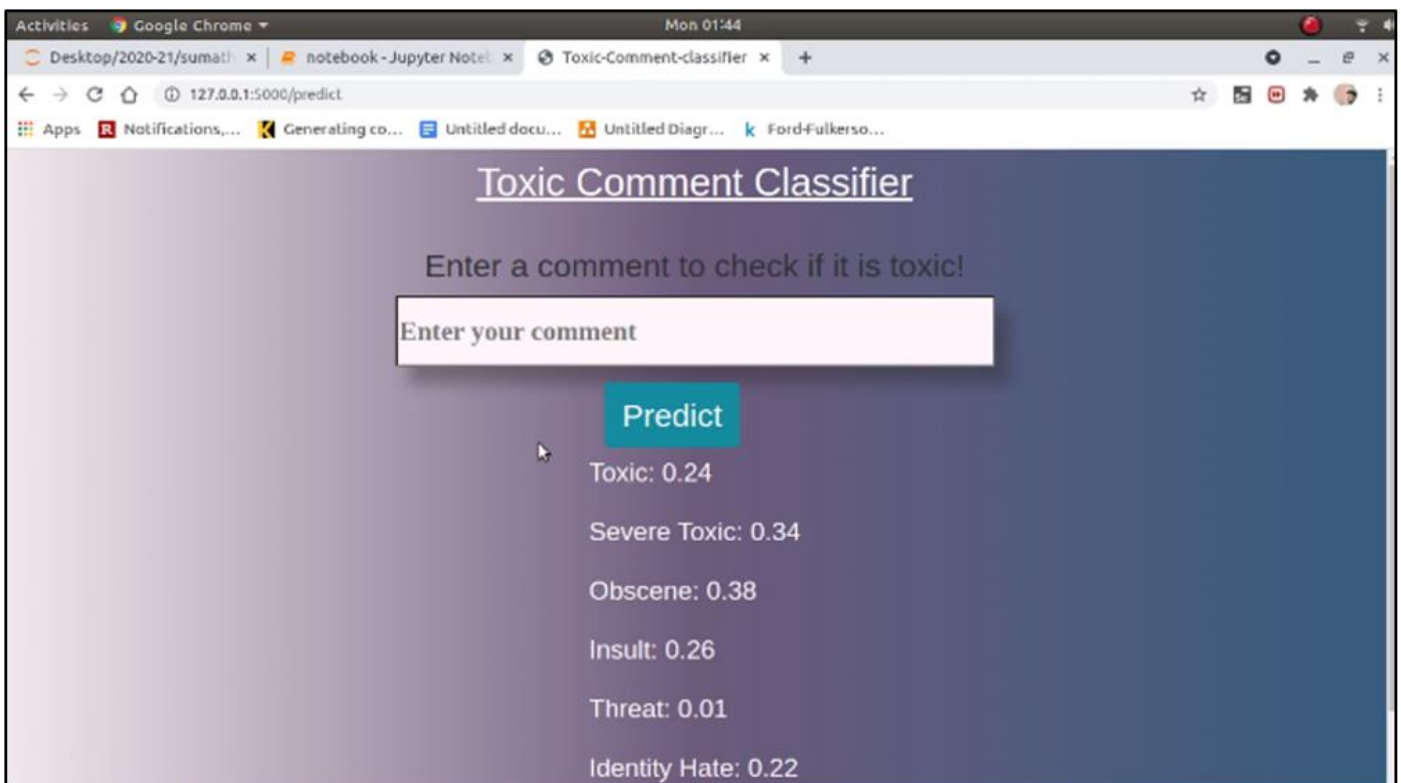 Activities Google Chrome Mon 01:44
Desktop/2020-21/sumath notebook - Jupyter Noteb Toxic-Comment-classifier
127.0.0.1:5000/predict
Apps Notifications,... Generating co... Untitled docu... Untitled Diagr... Ford-Fulkerso...
Toxic Comment Classifier
Enter a comment to check if it is toxic!
Enter your comment
Predict
Toxic: 0.24
Severe Toxic: 0.34
Obscene: 0.38
Insult: 0.26
Threat: 0.01
Identity Hate: 0.22